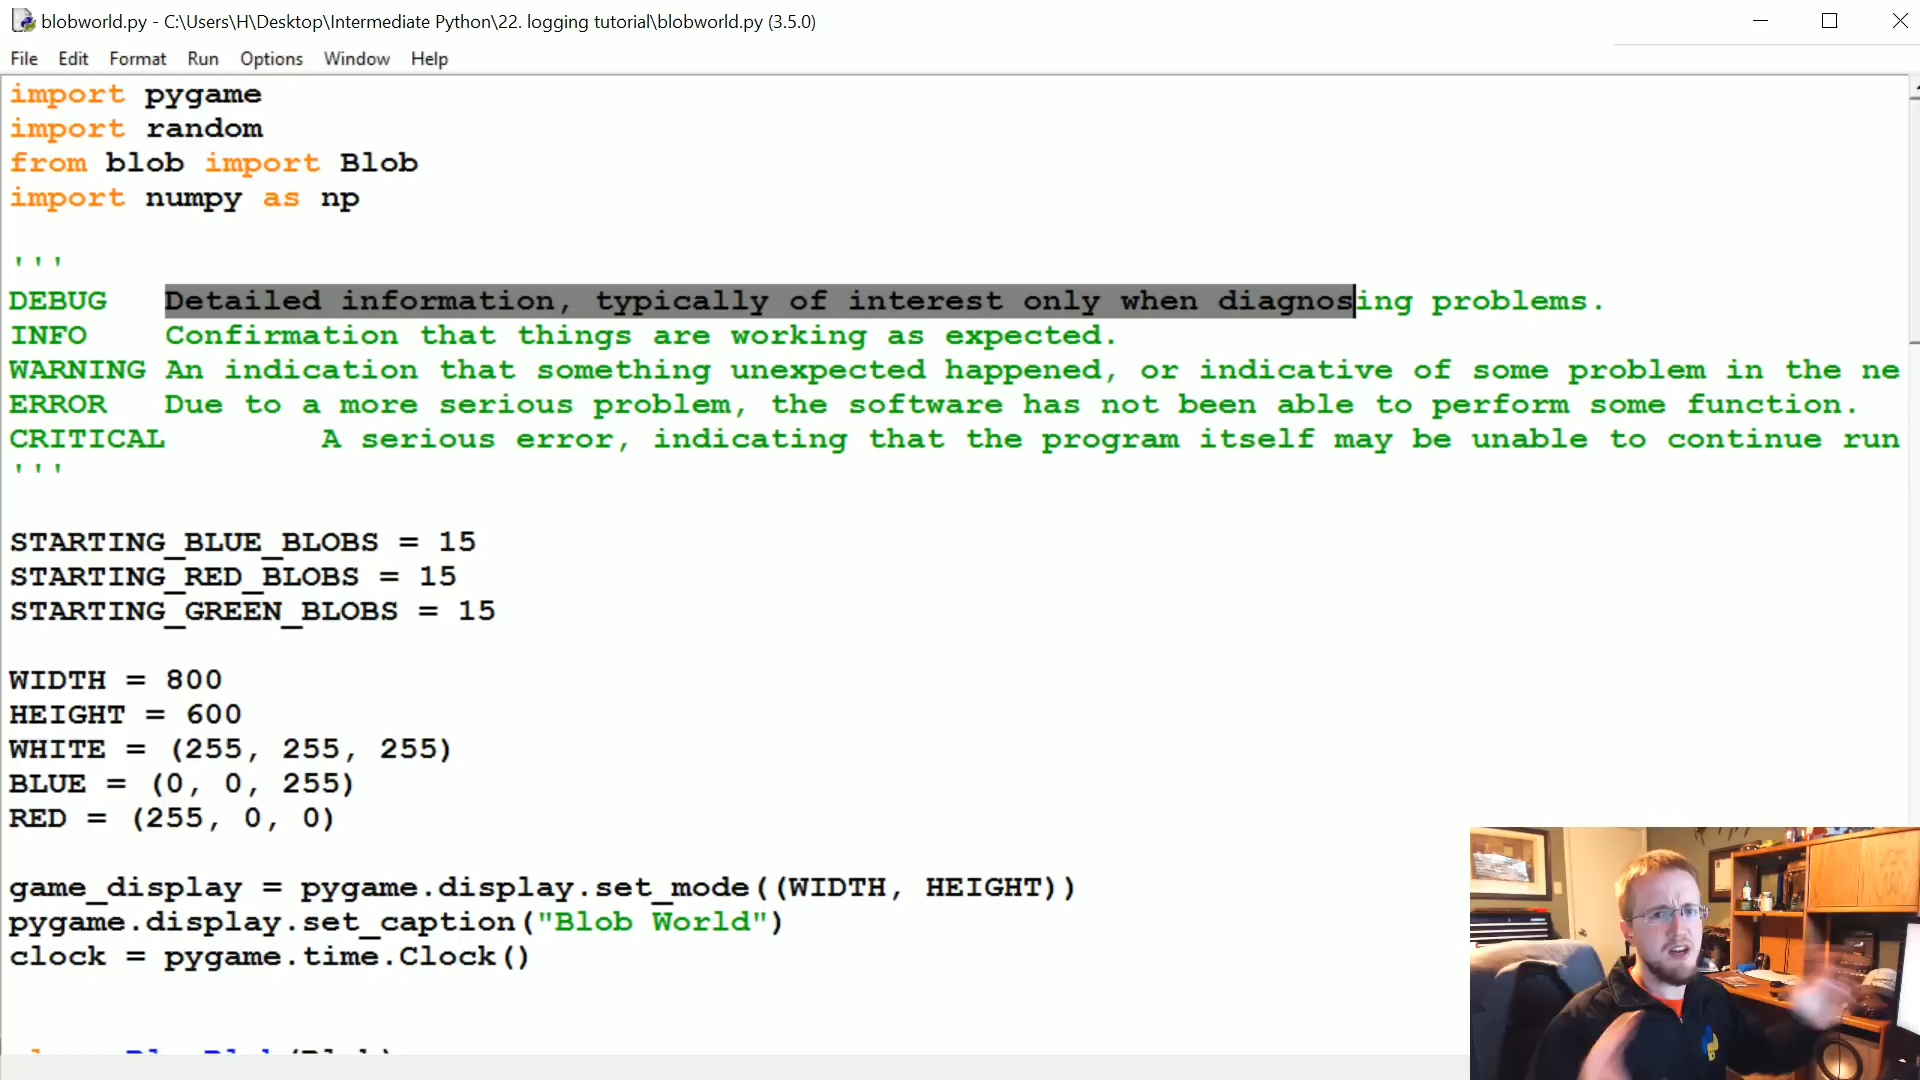 blobworld.py - C:\Users\H\Desktop\Intermediate Python\22. logging tutorial\blobworld.py (3.5.0)
File Edit Format Run Options Window Help
import pygame
import random
from blob import Blob
import numpy as np
'''
DEBUG Detailed information, typically of interest only when diagnosing problems.
INFO Confirmation that things are working as expected.
WARNING An indication that something unexpected happened, or indicative of some problem in the ne
ERROR Due to a more serious problem, the software has not been able to perform some function.
CRITICAL A serious error, indicating that the program itself may be unable to continue run
'''
STARTING_BLUE_BLOBS = 15
STARTING_RED_BLOBS = 15
STARTING_GREEN_BLOBS = 15
WIDTH = 800
HEIGHT = 600
WHITE = (255, 255, 255)
BLUE = (0, 0, 255)
RED = (255, 0, 0)
game_display = pygame.display.set_mode((WIDTH, HEIGHT))
pygame.display.set_caption("Blob World")
clock = pygame.time.Clock()